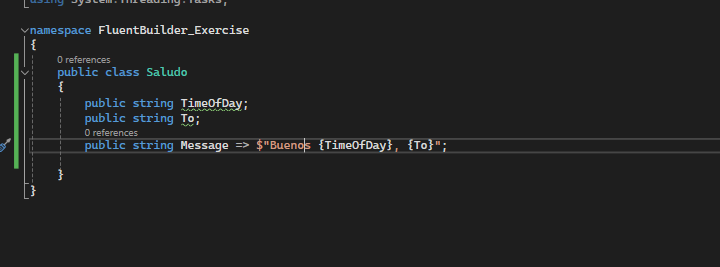 using System.Threading.Tasks;
namespace FluentBuilder_Exercise
{
0 references
public class Saludo
{
public string TimeOfDay;
public string To;
0 references
public string Message => $"Buenos {TimeOfDay}, {To}";
}
}